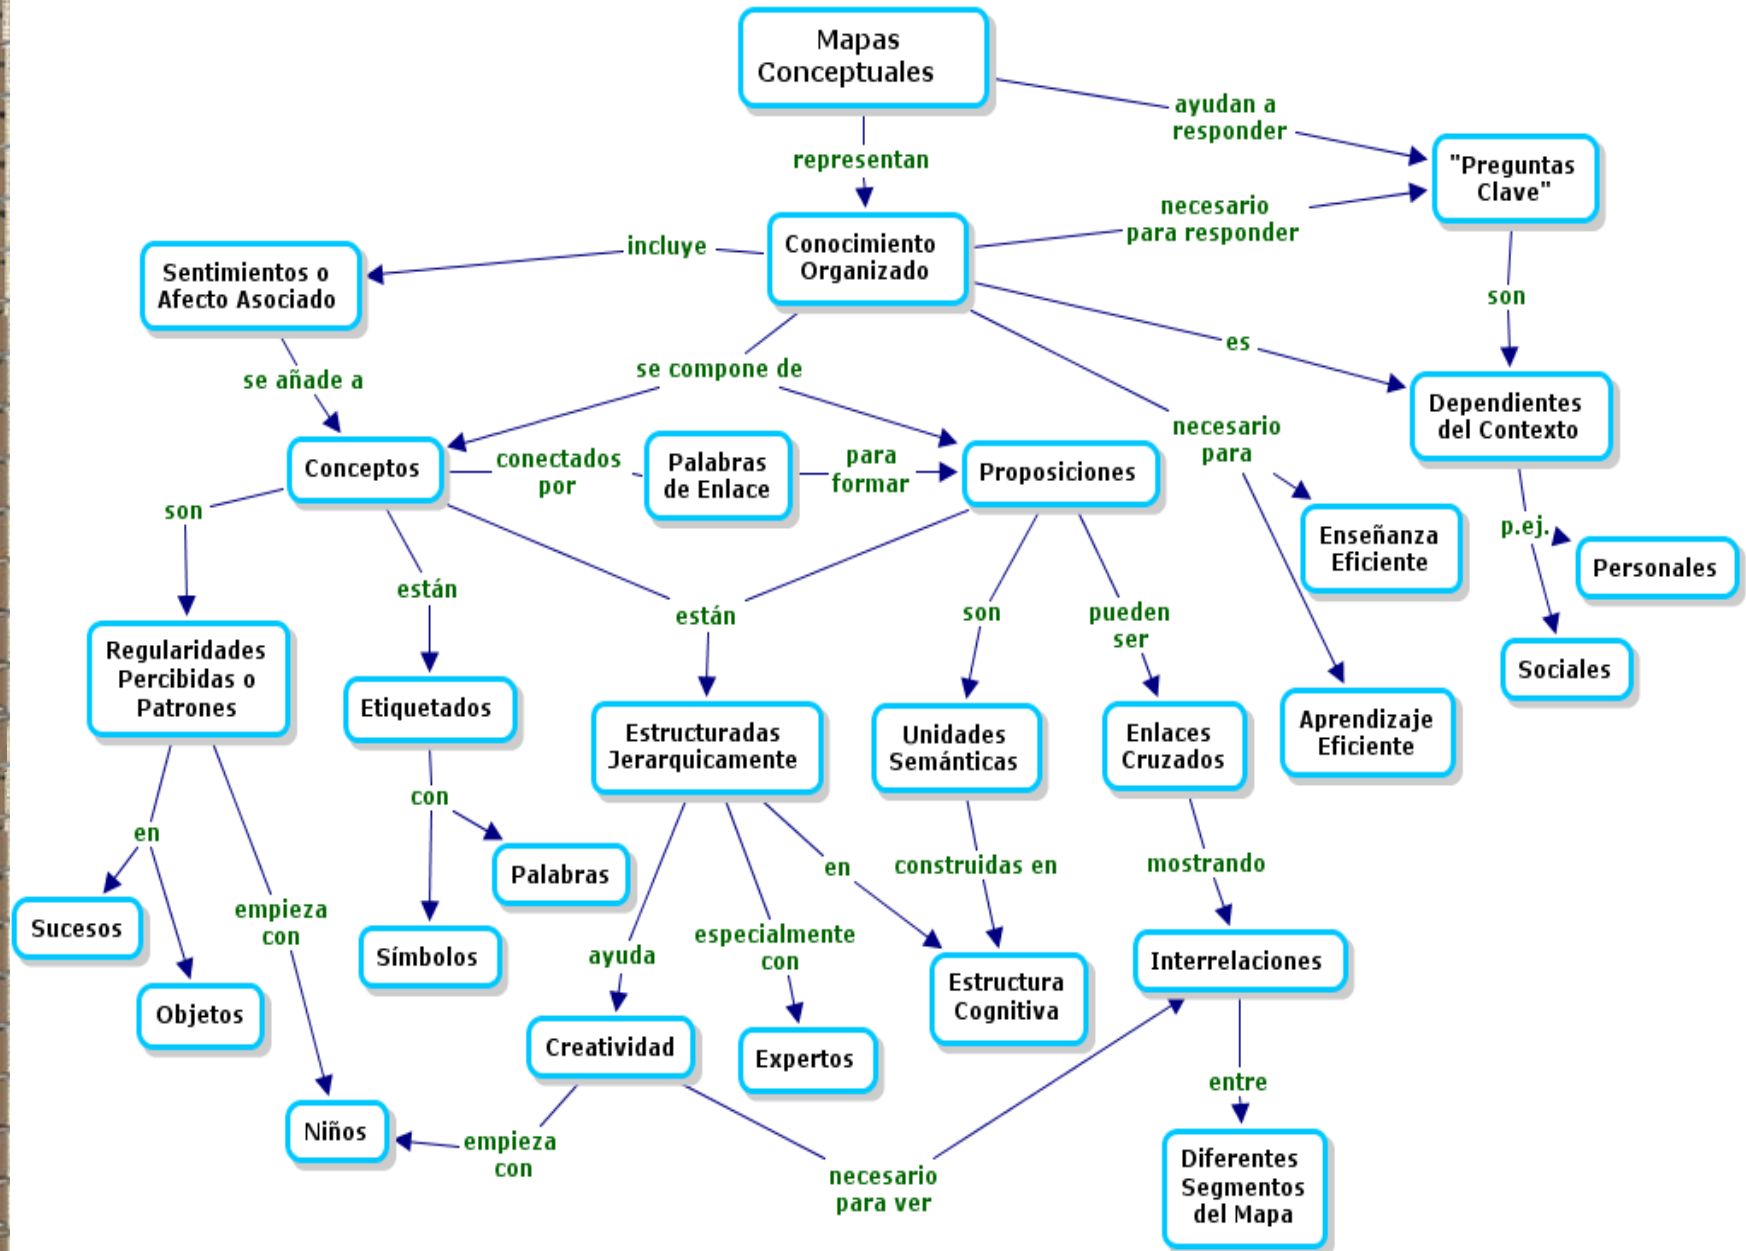 Mapas
Conceptuales
ayudan a
responder
representan
"Preguntas
Clave"
necesario
para responder
incluye
Conocimiento
Organizado
Sentimientos o
Afecto Asociado
son
es
se añade a
se compone de
Dependientes
del Contexto
necesario
para
Conceptos
conectados
por
Palabras
de Enlace
para
formar
Proposiciones
son
Enseñanza
Eficiente
p.ej.
Personales
están
están
son
pueden
ser
Regularidades
Percibidas o
Patrones
Sociales
Etiquetados
Estructuradas
Jerarquicamente
Unidades
Semánticas
Enlaces
Cruzados
Aprendizaje
Eficiente
con
en
Palabras
en
construidas en
mostrando
Sucesos
empieza
con
Símbolos
ayuda
especialmente
con
Interrelaciones
Objetos
Estructura
Cognitiva
Creatividad
Expertos
entre
Niños
empieza
con
necesario
para ver
Diferentes
Segmentos
del Mapa